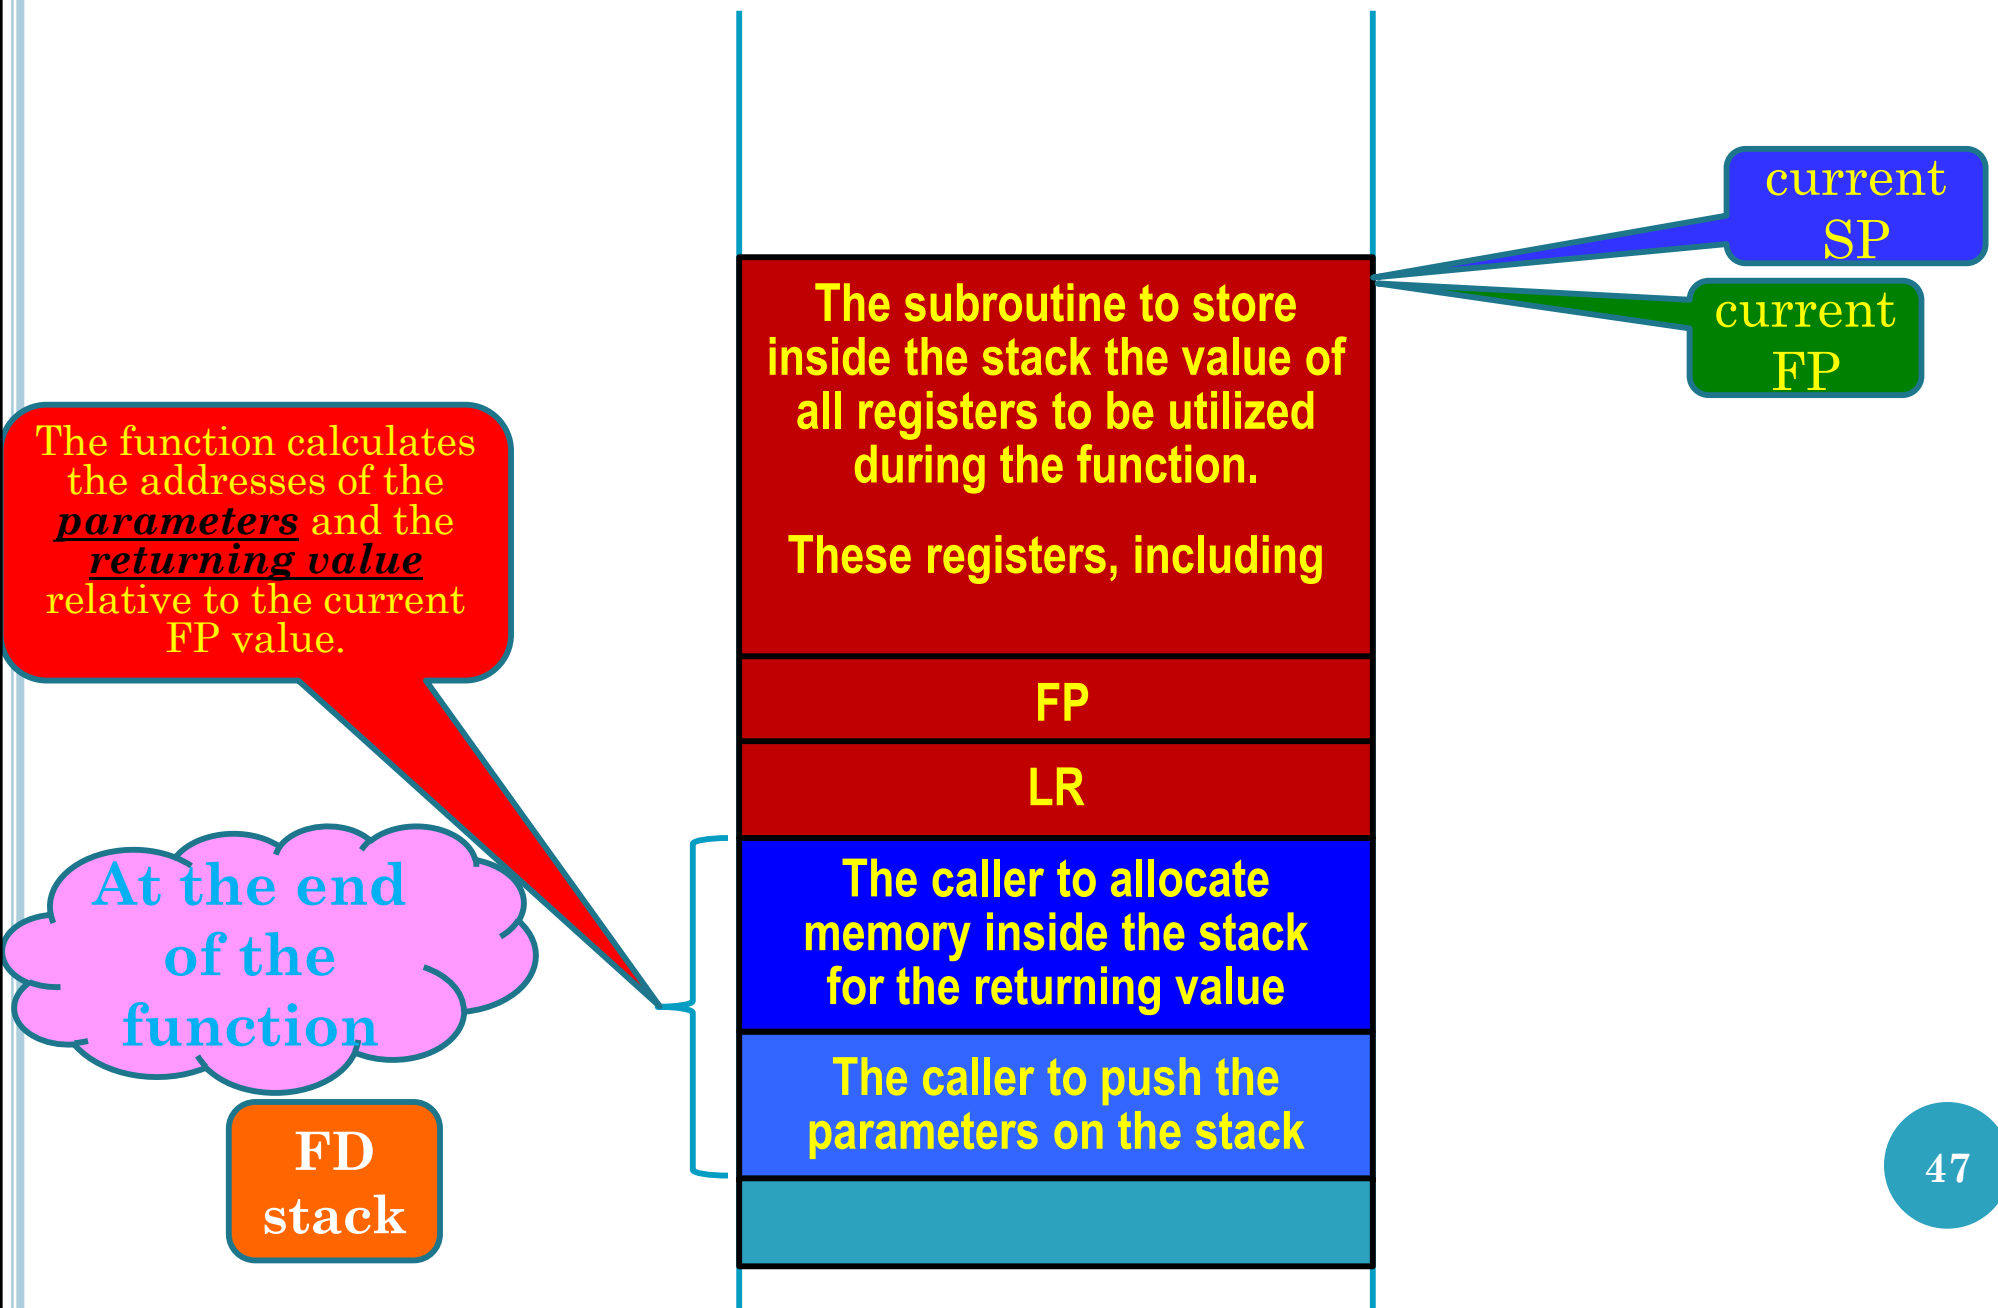 current
SP
current
FP
The subroutine to store
inside the stack the value of
all registers to be utilized
during the function.
These registers, including
FP
LR
The caller to allocate
memory inside the stack
for the returning value
The caller to push the
parameters on the stack
The function calculates
the addresses of the
parameters and the
returning value
relative to the current
FP value.
At the end
of the
function
FD
stack
47